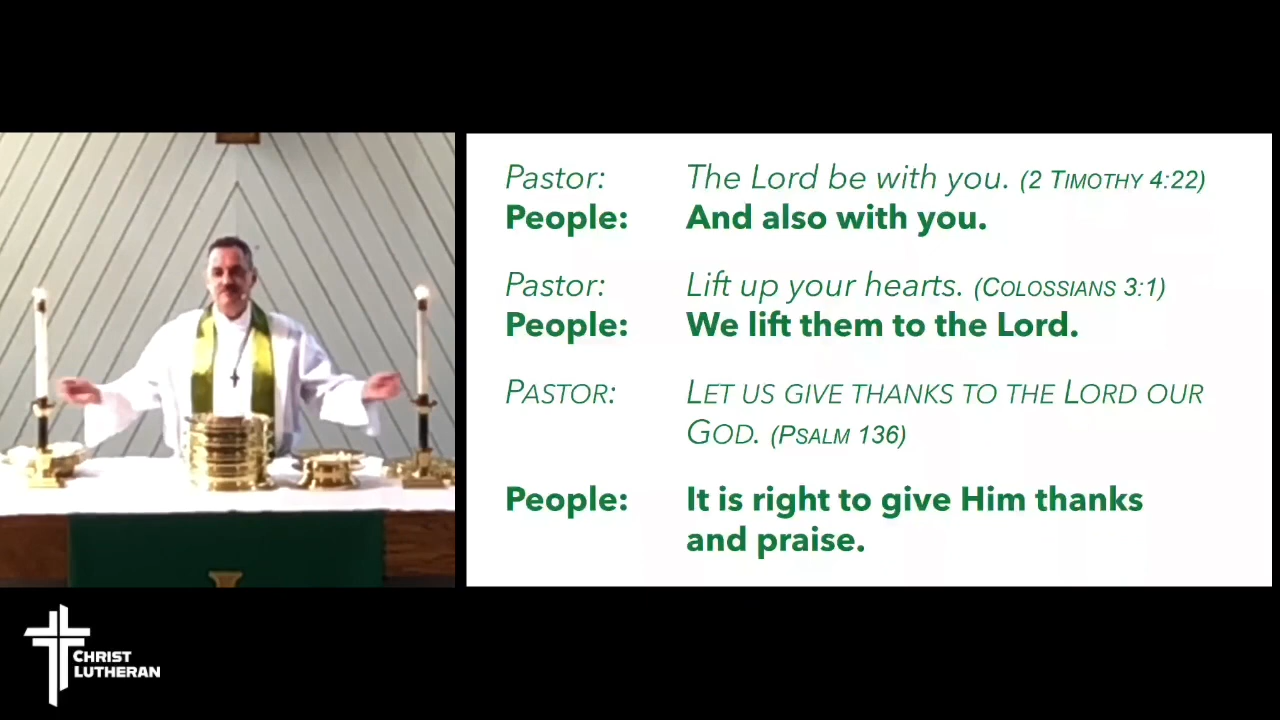 Pastor: The Lord be with you. (2 Timothy 4:22)
People: And also with you.
Pastor: Lift up your hearts. (Colossians 3:1)
People: We lift them to the Lord.
Pastor: Let us give thanks to the Lord our
God. (Psalm 136)
People: It is right to give Him thanks
and praise.
CHRIST
LUTHERAN